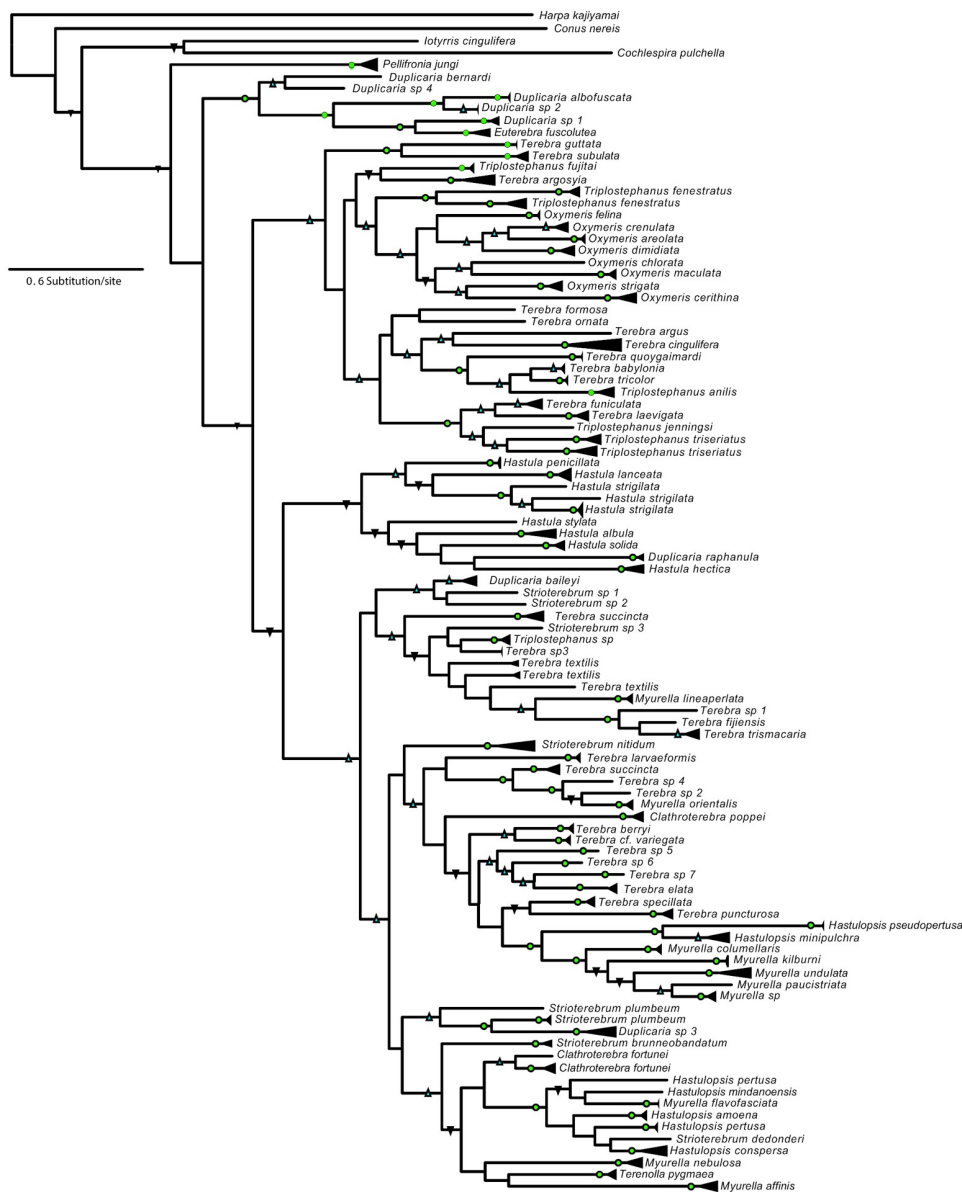 Harpa kajiyamai
Conus nereis
Iotyrris cingulifera
Cochlespira pulchella
Pellifronia jungi
Duplicaria bernardi
Duplicaria sp 4
Duplicaria albofuscata
Duplicaria sp 2
Duplicaria sp 1
Euterebra fuscolutea
Terebra guttata
Terebra subulata
Triplostephanus fujitai
Terebra argosyia
Triplostephanus fenestratus
Triplostephanus fenestratus
Oxymeris felina
Oxymeris crenulata
Oxymeris areolata
Oxymeris dimidiata
Oxymeris chlorata
Oxymeris maculata
0. 6 Subtitution/site
Oxymeris strigata
Oxymeris cerithina
Terebra formosa
Terebra ornata
Terebra argus
Terebra cingulifera
Terebra quoygaimardi
Terebra babylonia
Terebra tricolor
Triplostephanus anilis
Terebra funiculata
Terebra laevigata
Triplostephanus jenningsi
Triplostephanus triseriatus
Triplostephanus triseriatus
Hastula penicillata
Hastula lanceata
Hastula strigilata
Hastula strigilata
Hastula strigilata
Hastula stylata
Hastula albula
Hastula solida
Duplicaria raphanula
Hastula hectica
Duplicaria baileyi
Strioterebrum sp 1
Strioterebrum sp 2
Terebra succincta
Strioterebrum sp 3
Triplostephanus sp
Terebra sp3
Terebra textilis
Terebra textilis
Terebra textilis
Myurella lineaperlata
Terebra sp 1
Terebra fijiensis
Terebra trismacaria
Strioterebrum nitidum
Terebra larvaeformis
Terebra succincta
Terebra sp 4
Terebra sp 2
Myurella orientalis
Clathroterebra poppei
Terebra berryi
Terebra cf. variegata
Terebra sp 5
Terebra sp 6
Terebra sp 7
Terebra elata
Terebra specillata
Terebra puncturosa
Hastulopsis pseudopertusa
Hastulopsis minipulchra
Myurella columellaris
Myurella kilburni
Myurella undulata
Myurella paucistriata
Myurella sp
Strioterebrum plumbeum
Strioterebrum plumbeum
Duplicaria sp 3
Strioterebrum brunneobandatum
Clathroterebra fortunei
Clathroterebra fortunei
Hastulopsis pertusa
Hastulopsis mindanoensis
Myurella flavofasciata
Hastulopsis amoena
Hastulopsis pertusa
Strioterebrum dedonderi
Hastulopsis conspersa
Myurella nebulosa
Terenolla pygmaea
Myurella affinis